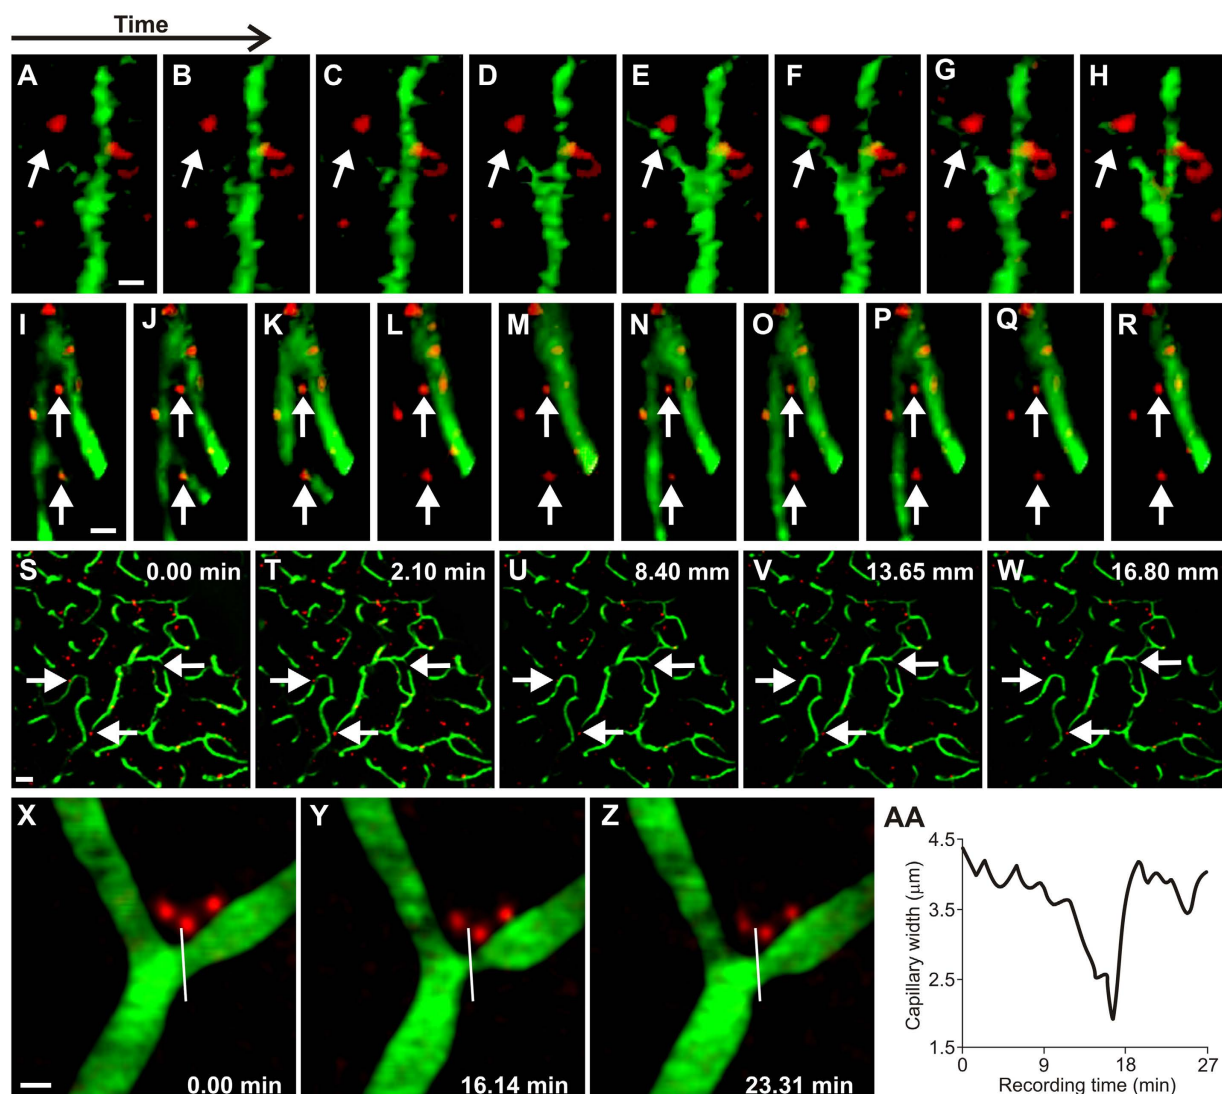 Time
A B C D E F G H
I J K L M N O P Q R
S 0.00 min T 2.10 min U 8.40 mm V 13.65 mm W 16.80 mm
X Y Z AA
4.5
3.5
2.5
1.5
Capillary width (μm)
0 9 18 27
Recording time (min)
0.00 min 16.14 min 23.31 min